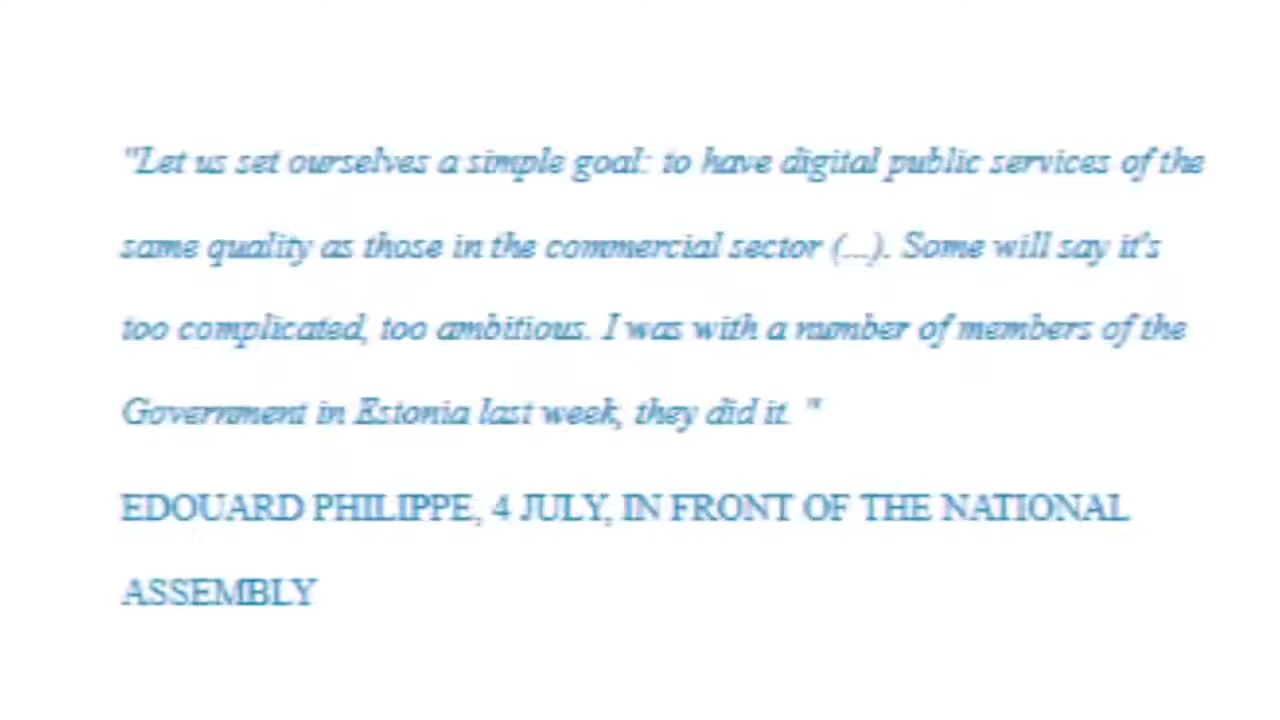 "Let us set ourselves a simple goal: to have digital public services of the
same quality as those in the commercial sector (...). Some will say it's
too complicated, too ambitious. I was with a number of members of the
Government in Estonia last week, they did it. "
EDOUARD PHILIPPE, 4 JULY, IN FRONT OF THE NATIONAL
ASSEMBLY